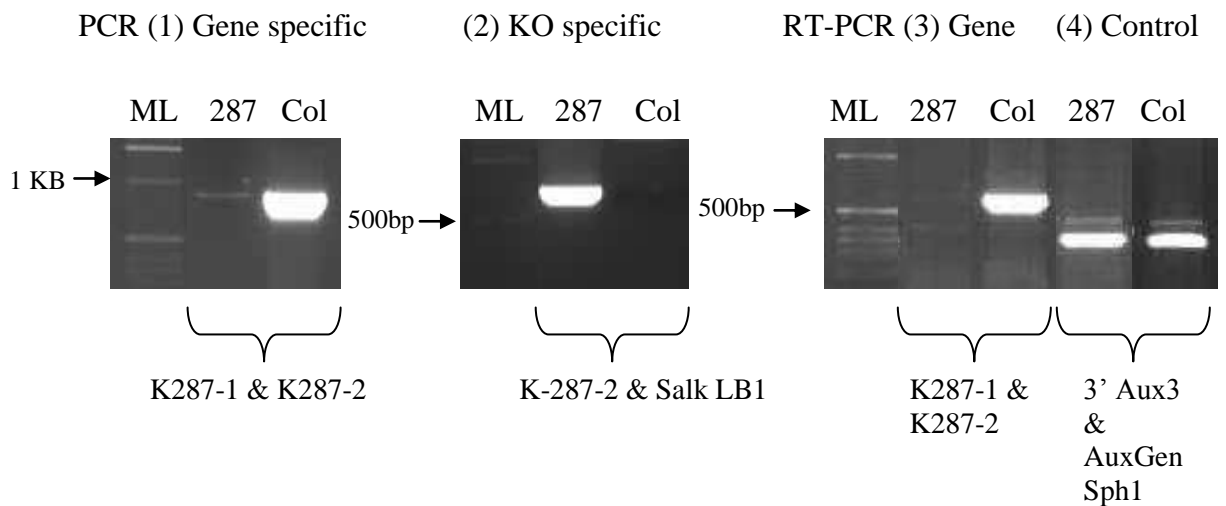 PCR (1) Gene specific
(2) KO specific
RT-PCR (3) Gene
(4) Control
ML 287 Col
ML 287 Col
ML 287 Col 287 Col
1 KB
500bp
500bp
K287-1 & K287-2
K-287-2 & Salk LB1
K287-1 &
K287-2
3’ Aux3
&
AuxGen
Sph1